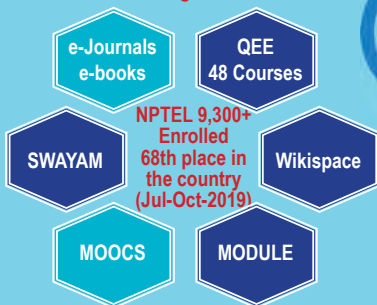 e-Journals
e-books
QEE
48 Courses
SWAYAM
NPTEL 9,300+
Enrolled
68th place in
the country
(Jul-Oct-2019)
Wikispace
MOOCS
MODULE